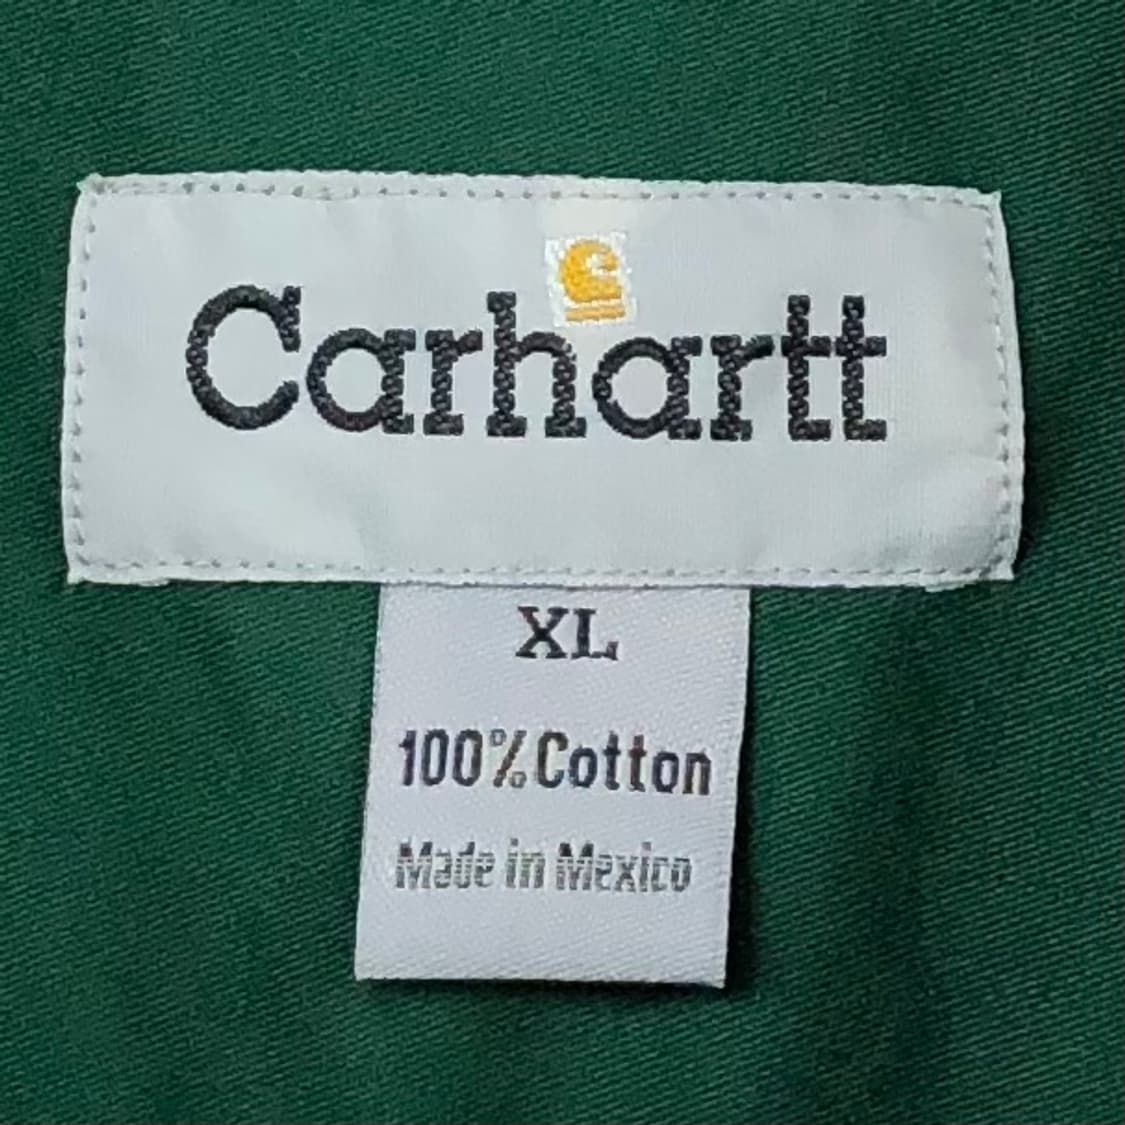 Carhartt
XL
100% Cotton
Made in Mexico